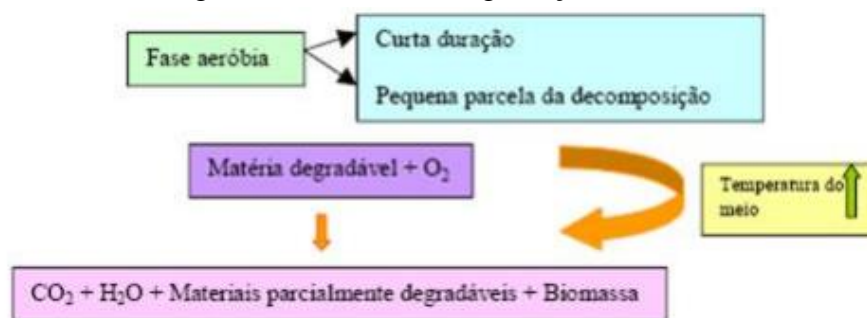 Fase aeróbia
Curta duração
Pequena parcela da decomposição
Matéria degradável + O₂
Temperatura do
meio
CO₂ + H₂O + Materiais parcialmente degradáveis + Biomassa